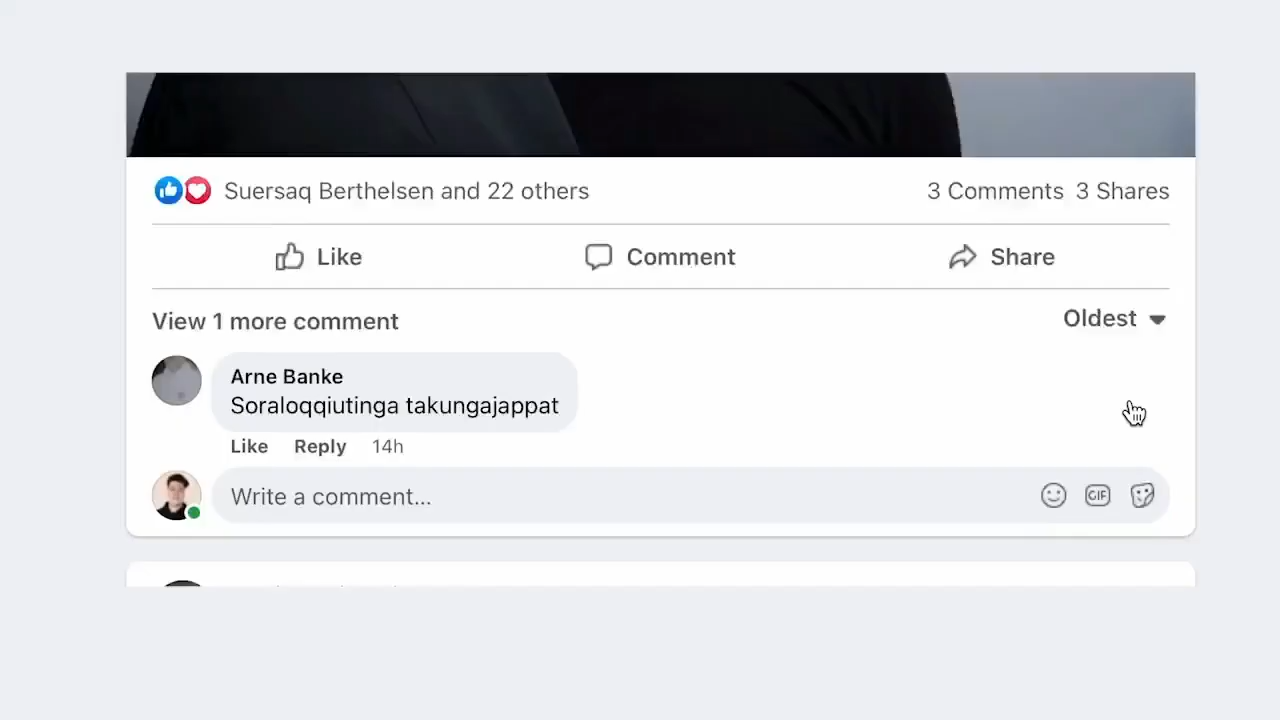 Suersaq Berthelsen and 22 others 3 Comments 3 Shares
Like Comment Share
View 1 more comment Oldest
Arne Banke
Soraloqqiutinga takungajappat
Like Reply 14h
Write a comment... GIF